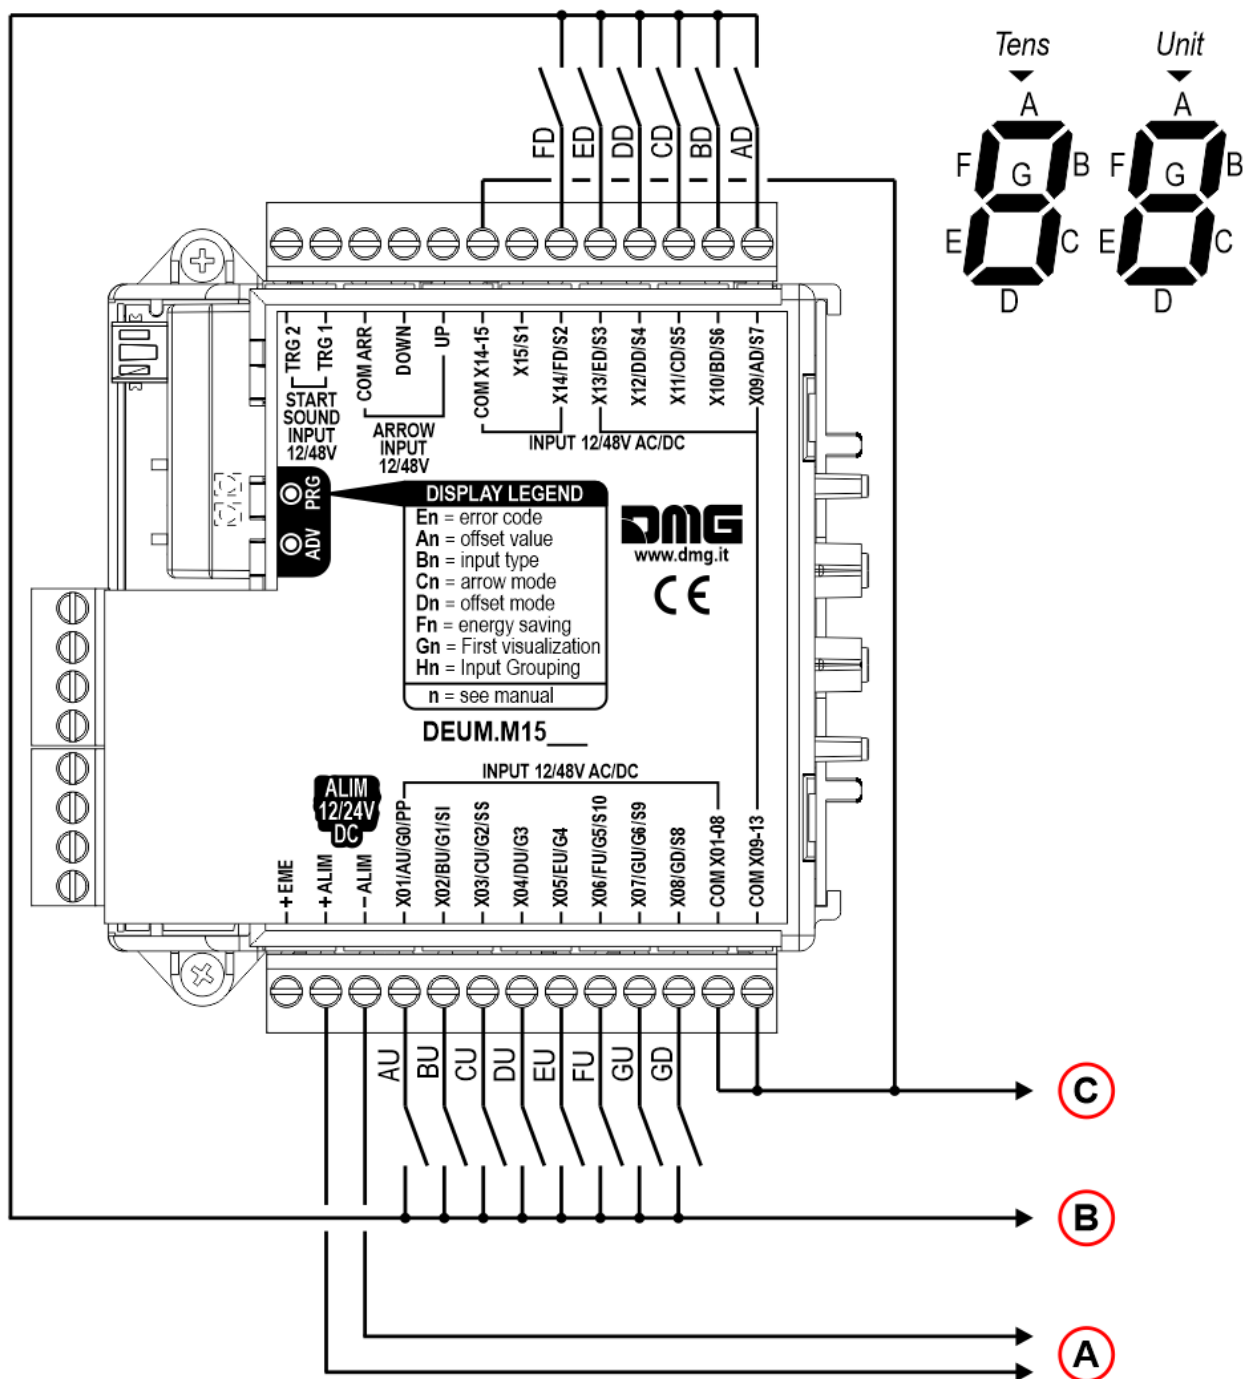 Tens
Unit
A
A
F
G
B
F
G
B
E
C
E
C
D
D
FD
ED
DD
CD
BD
AD
TRG 2
TRG 1
COM ARR
DOWN
UP
COM X14-15
X15/S1
X14/FD/S2
X13/ED/S3
X12/DD/S4
X11/CD/S5
X10/BD/S6
X09/AD/S7
START
SOUND
INPUT
12/48V
ARROW
INPUT
12/48V
INPUT 12/48V AC/DC
PRG
ADV
DISPLAY LEGEND
En = error code
An = offset value
Bn = input type
Cn = arrow mode
Dn = offset mode
Fn = energy saving
Gn = First visualization
Hn = Input Grouping
n = see manual
DMG
www.dmg.it
CE
DEUM.M15___
INPUT 12/48V AC/DC
ALIM
12/24V
DC
+ EME
+ ALIM
- ALIM
X01/AU/G0/PP
X02/BU/G1/SI
X03/CU/G2/SS
X04/DU/G3
X05/EU/G4
X06/FU/G5/S10
X07/GU/G6/S9
X08/GD/S8
COM X01-08
COM X09-13
AU
BU
CU
DU
EU
FU
GU
GD
C
B
A